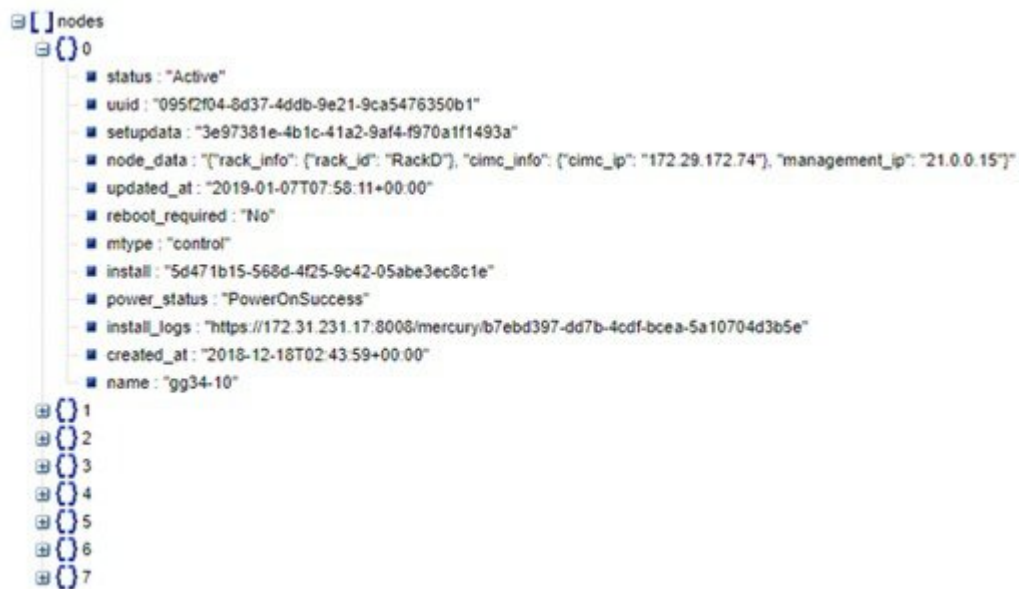 [ ] nodes
{ } 0
status : "Active"
uuid : "095f2f04-8d37-4ddb-9e21-9ca5476350b1"
setupdata : "3e97381e-4b1c-41a2-9af4-f970a1f1493a"
node_data : "{"rack_info": {"rack_id": "RackD"}, "cimc_info": {"cimc_ip": "172.29.172.74"}, "management_ip": "21.0.0.15"}"
updated_at : "2019-01-07T07:58:11+00:00"
reboot_required : "No"
mtype : "control"
install : "5d471b15-568d-4f25-9c42-05abe3ec8c1e"
power_status : "PowerOnSuccess"
install_logs : "https://172.31.231.17:8008/mercury/b7ebd397-dd7b-4cdf-bcea-5a10704d3b5e"
created_at : "2018-12-18T02:43:59+00:00"
name : "gg34-10"
{ } 1
{ } 2
{ } 3
{ } 4
{ } 5
{ } 6
{ } 7